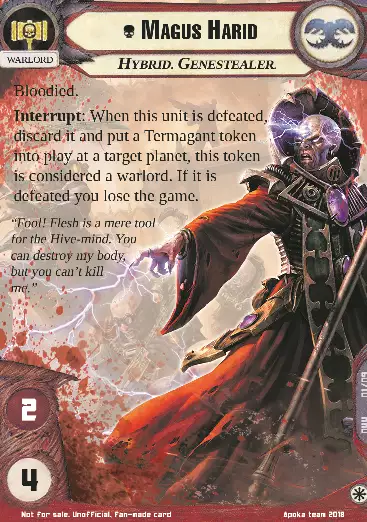 Magus Harid
WARLORD
Hybrid. Genestealer.
Bloodied.
Interrupt: When this unit is defeated,
discard it and put a Termagant token
into play at a target planet, this token
is considered a warlord. If it is
defeated you lose the game.
“Fool! Flesh is a mere tool
for the Hive-mind. You
can destroy my body,
but you can’t kill
me.”
2
4
Not for sale. Unofficial. Fan-made card
Apoka team 2018